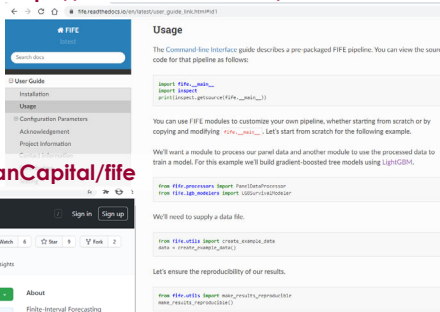 fife.readthedocs.io/en/latest/user_guide_link.html#id1
FIFE
latest
Search docs
User Guide
Installation
Usage
Configuration Parameters
Acknowledgement
Project Information
anCapital/fife
Sign in Sign up
Watch 6 Star 9 Fork 2
sights
About
Finite-Interval Forecasting
Usage
The Command-line Interface guide describes a pre-packaged FIFE pipeline. You can view the sour
code for that pipeline as follows:
import fife.__main__
import inspect
print(inspect.getsource(fife.__main__))
You can use FIFE modules to customize your own pipeline, whether starting from scratch or by
copying and modifying fife.__main__ . Let's start from scratch for the following example.
We'll want a module to process our panel data and another module to use the processed data to
train a model. For this example we'll build gradient-boosted tree models using LightGBM.
from fife.processors import PanelDataProcessor
from fife.lgb_modelers import LGBSurvivalModeler
We'll need to supply a data file.
from fife.utils import create_example_data
data = create_example_data()
Let's ensure the reproducibility of our results.
from fife.utils import make_results_reproducible
make_results_reproducible()